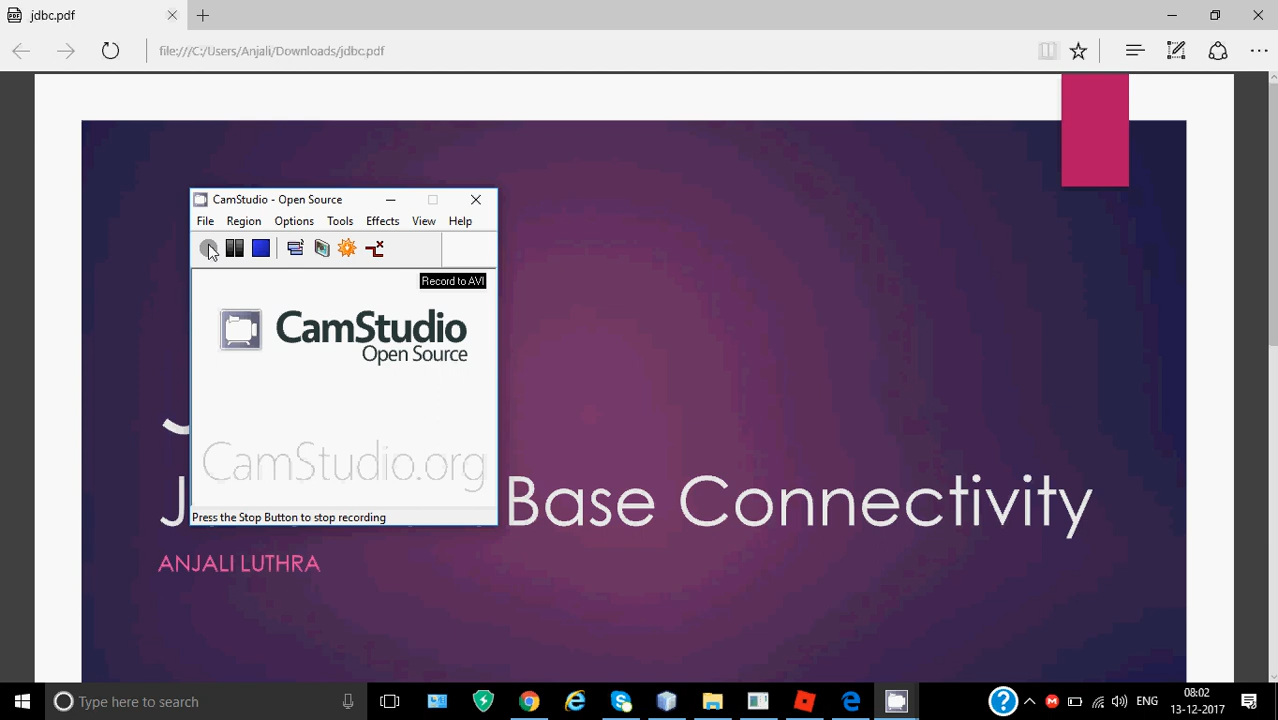 jdbc.pdf
file:///C:/Users/Anjali/Downloads/jdbc.pdf
CamStudio - Open Source
File Region Options Tools Effects View Help
Record to AVI
CamStudio
Open Source
CamStudio.org
Press the Stop Button to stop recording
Base Connectivity
ANJALI LUTHRA
Type here to search
ENG
08:02
13-12-2017